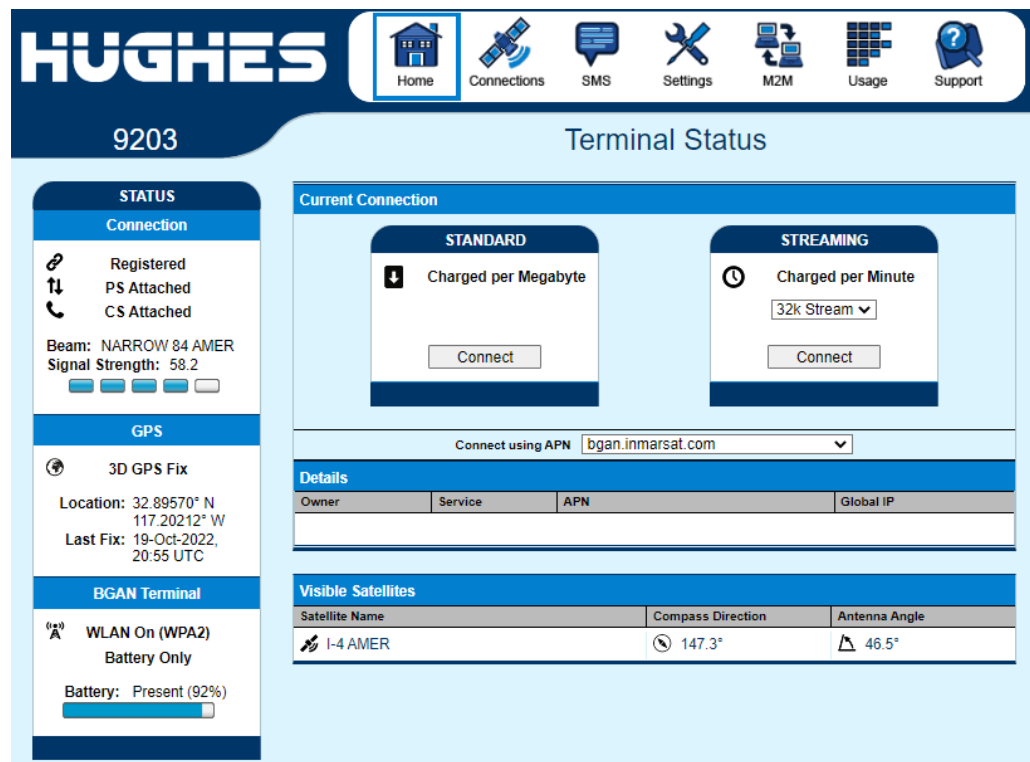 HUGHES
Home
Connections
SMS
Settings
M2M
Usage
Support
9203
Terminal Status
STATUS
Connection
Registered
PS Attached
CS Attached
Beam: NARROW 84 AMER
Signal Strength: 58.2
GPS
3D GPS Fix
Location: 32.89570° N
117.20212° W
Last Fix: 19-Oct-2022,
20:55 UTC
BGAN Terminal
WLAN On (WPA2)
Battery Only
Battery: Present (92%)
Current Connection
STANDARD
Charged per Megabyte
Connect
STREAMING
Charged per Minute
32k Stream
Connect
Connect using APN bgan.inmarsat.com
Details
Owner Service APN Global IP
Visible Satellites
Satellite Name Compass Direction Antenna Angle
I-4 AMER 147.3° 46.5°